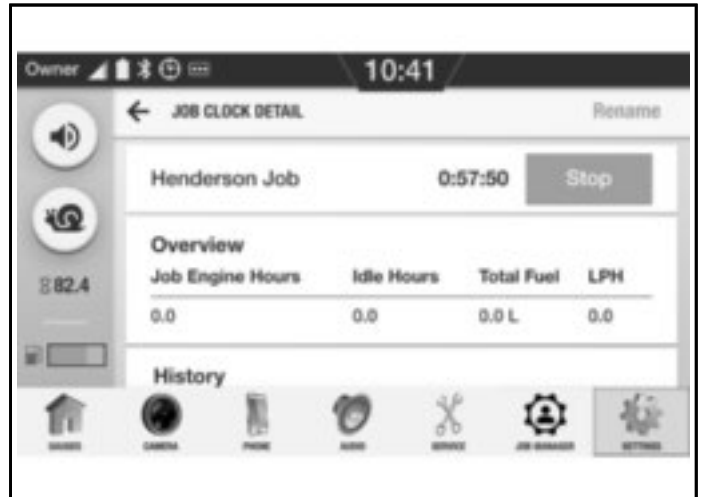 Owner 10:41
JOB CLOCK DETAIL Rename
Henderson Job 0:57:50 Stop
Overview
Job Engine Hours Idle Hours Total Fuel LPH
82.4
0.0 0.0 0.0 L 0.0
History
GAUGES CAMERA PHONE AUDIO SERVICE JOB MANAGER SETTINGS